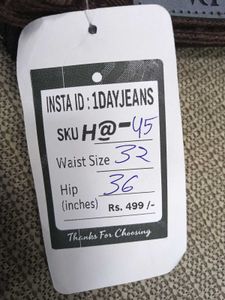 INSTA ID : 1DAYJEANS
SKU H@-45
Waist Size 32
Hip 36
(inches) Rs. 499 /-
Thanks For Choosing